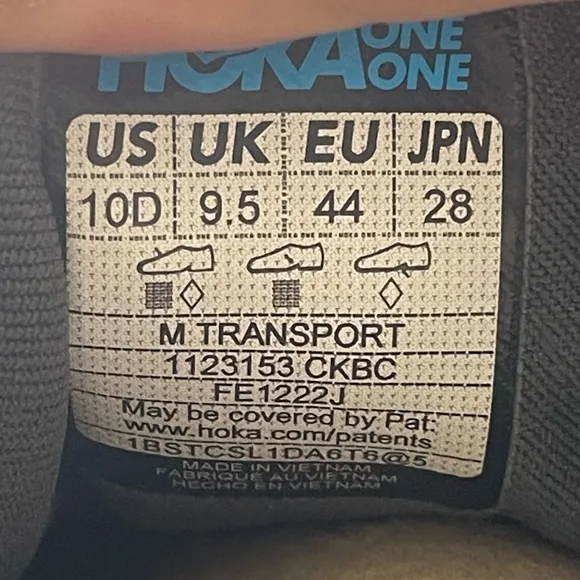 HOKA ONE ONE
US UK EU JPN
10D 9.5 44 28
M TRANSPORT
1123153 CKBC
FE1222J
May be covered by Pat:
www.hoka.com/patents
1BSTCSL1DA6T6@5
MADE IN VIETNAM
FABRIQUÉ AU VIETNAM
HECHO EN VIETNAM